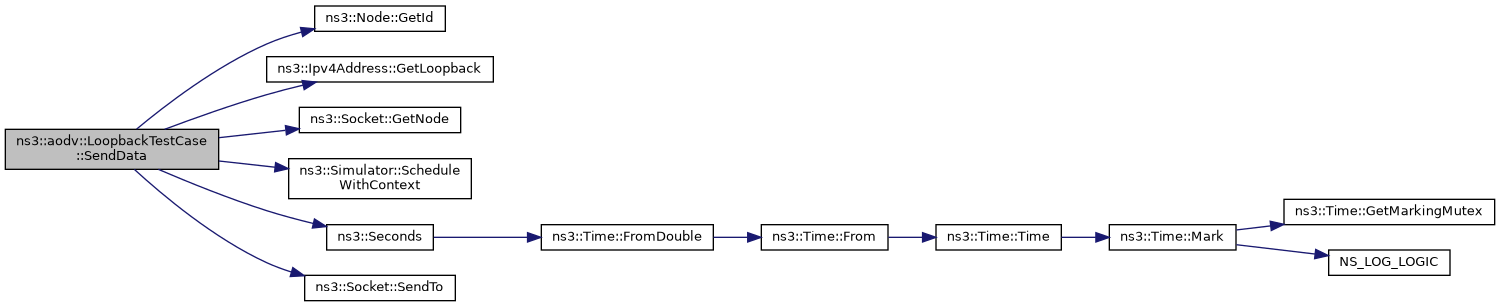 ns3::Node::GetId
ns3::Ipv4Address::GetLoopback
ns3::Socket::GetNode
ns3::aodv::LoopbackTestCase
::SendData
ns3::Simulator::Schedule
WithContext
ns3::Seconds
ns3::Time::FromDouble
ns3::Time::From
ns3::Time::Time
ns3::Time::Mark
ns3::Time::GetMarkingMutex
NS_LOG_LOGIC
ns3::Socket::SendTo